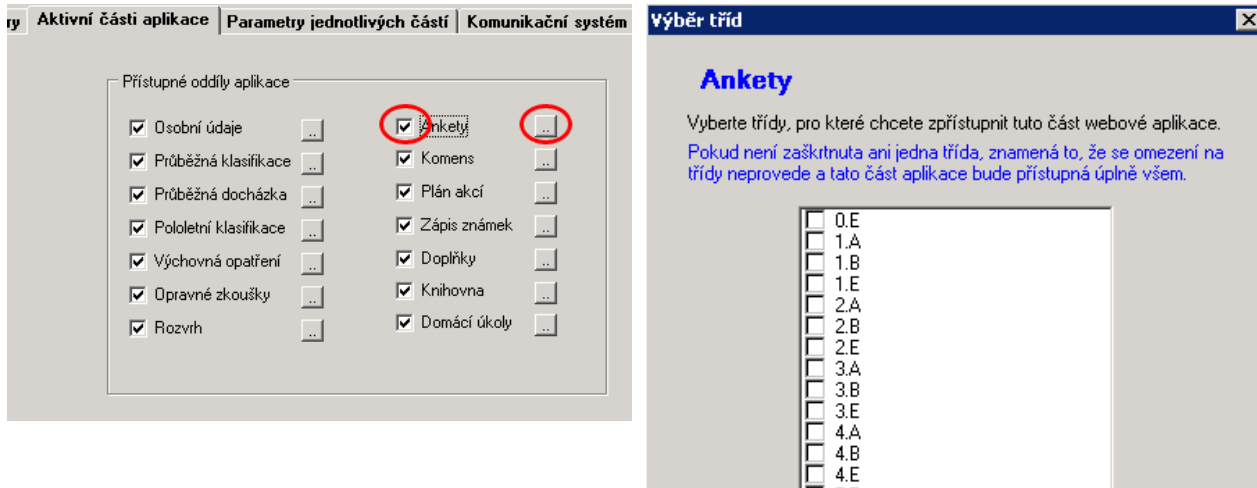 ry
Aktivní části aplikace
Parametry jednotlivých částí
Komunikační systém
Přístupné oddíly aplikace
Osobní údaje ..
Průběžná klasifikace ..
Průběžná docházka ..
Pololetní klasifikace ..
Výchovná opatření ..
Opravné zkoušky ..
Rozvrh ..
Ankety ..
Komens ..
Plán akcí ..
Zápis známek ..
Doplňky ..
Knihovna ..
Domácí úkoly ..
Výběr tříd
Ankety
Vyberte třídy, pro které chcete zpřístupnit tuto část webové aplikace.
Pokud není zaškrtnuta ani jedna třída, znamená to, že se omezení na
třídy neprovede a tato část aplikace bude přístupná úplně všem.
0.E
1.A
1.B
1.E
2.A
2.B
2.E
3.A
3.B
3.E
4.A
4.B
4.E